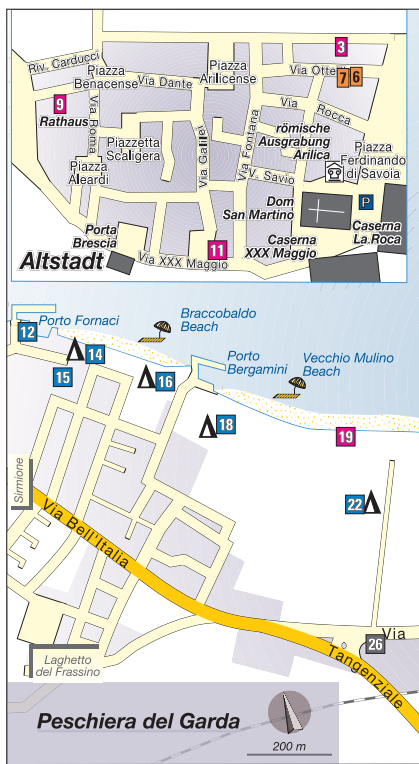 3
Riv. Carducci
Piazza
Benacense
Via Dante
Piazza
Arilicense
Via Ottel
7 6
9
Rathaus
Via Roma
Via
Rocca
römische
Ausgrabung
Arilica
Piazzetta
Scaligera
Via Galilei
Via Fontana
Piazza
Ferdinando
di Savoia
Piazza
Aleardi
V. Savio
P
Dom
San Martino
Porta
Brescia
Caserna
XXX Maggio
Caserna
La Roca
11
Via XXX Maggio
Altstadt
12
Porto Fornaci
Braccobaldo
Beach
14
15
16
Porto
Bergamini
Vecchio Mulino
Beach
18
19
Sirmione
22
Via Bell'Italia
Via
26
Tangenziale
Laghetto
del Frassino
Peschiera del Garda
200 m